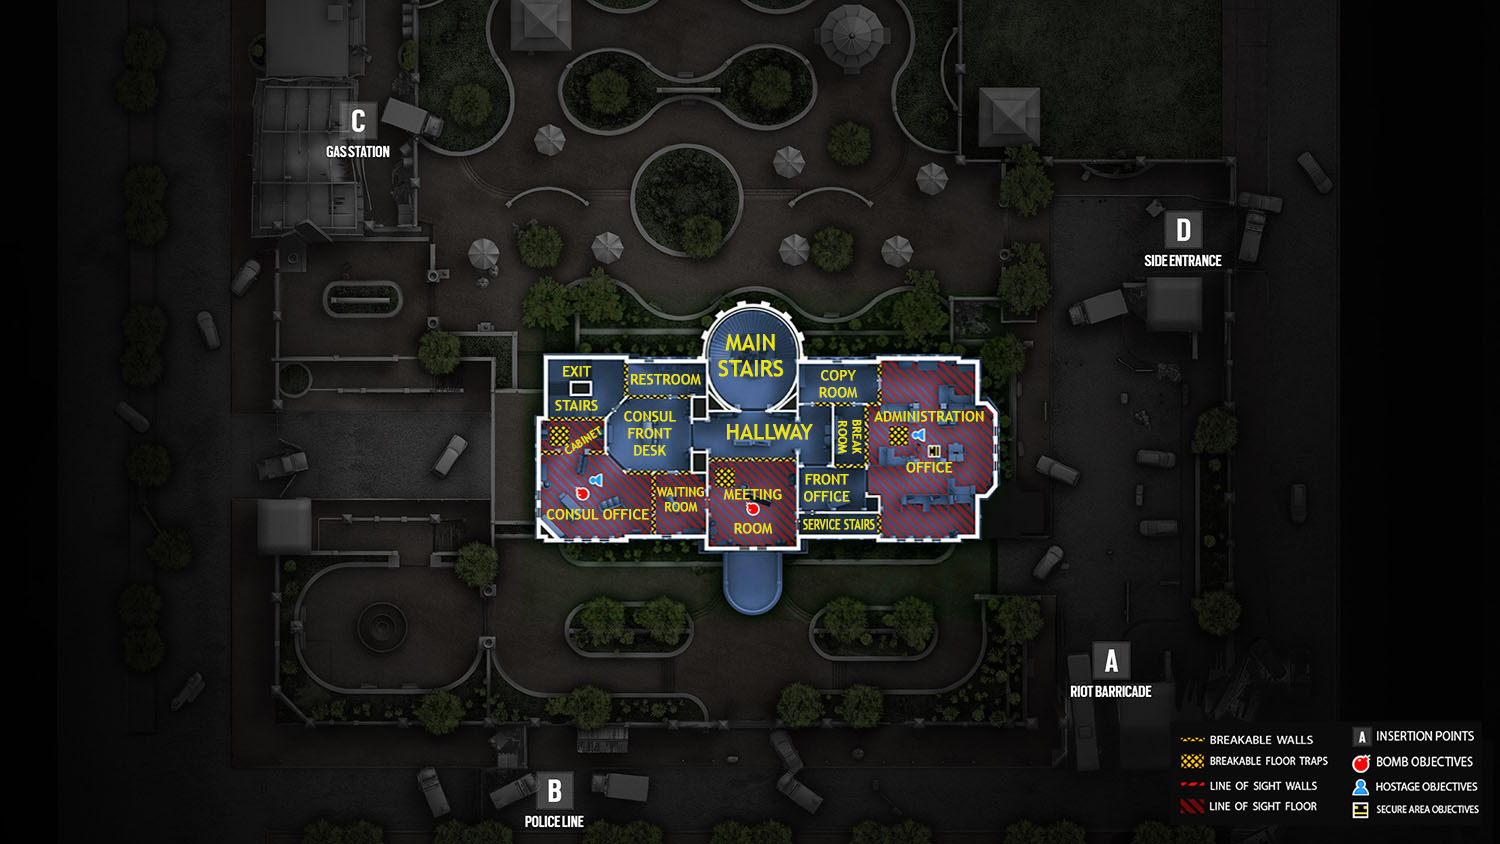 C
GAS STATION
D
SIDE ENTRANCE
MAIN
STAIRS
EXIT
STAIRS
RESTROOM
COPY
ROOM
CONSUL
FRONT
DESK
HALLWAY
BREAK
ROOM
ADMINISTRATION
OFFICE
CABINET
FRONT
OFFICE
WAITING
ROOM
MEETING
ROOM
CONSUL OFFICE
SERVICE STAIRS
A
RIOT BARRICADE
B
POLICE LINE
BREAKABLE WALLS
BREAKABLE FLOOR TRAPS
LINE OF SIGHT WALLS
LINE OF SIGHT FLOOR
A INSERTION POINTS
BOMB OBJECTIVES
HOSTAGE OBJECTIVES
SECURE AREA OBJECTIVES